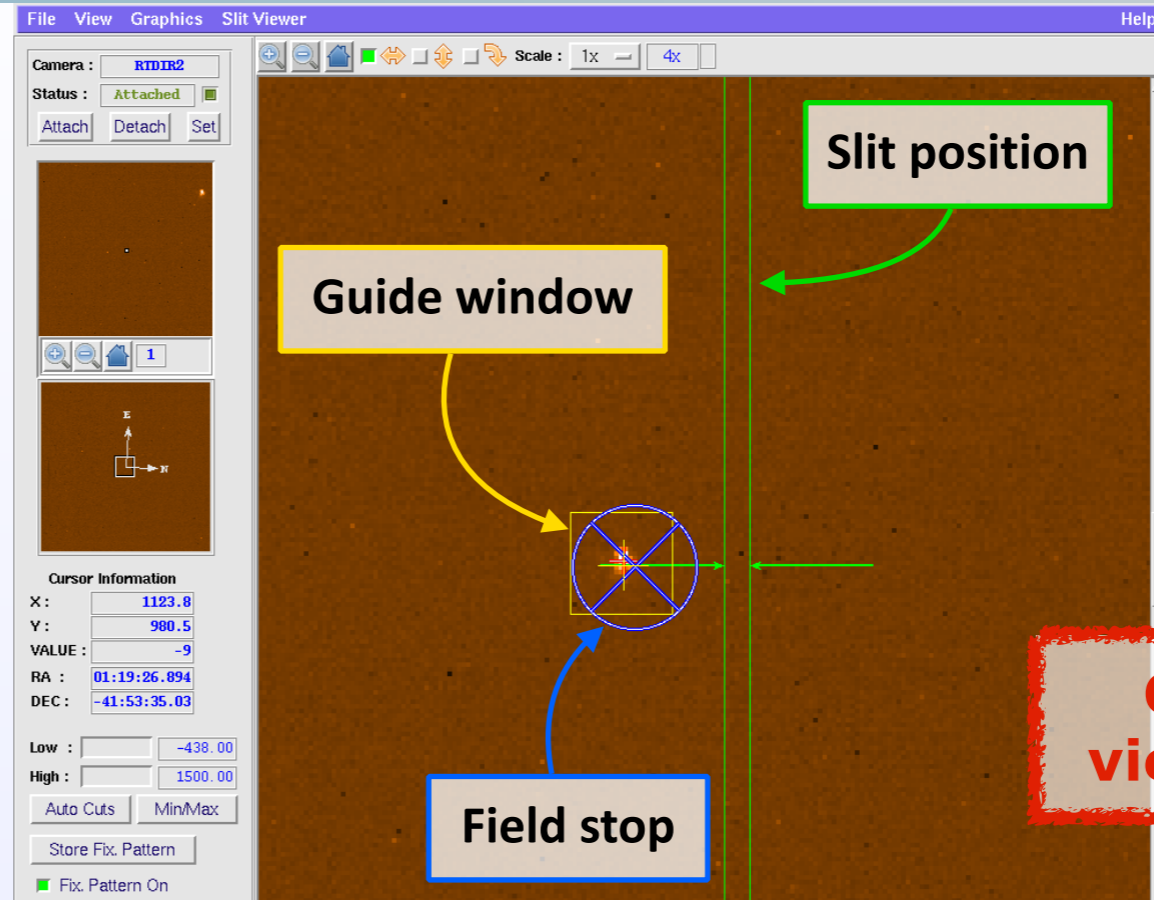 File View Graphics Slit Viewer Help
Camera : RTDIR2
Status : Attached
Attach Detach Set
Scale : 1x 4x
1
E
N
Cursor Information
X : 1123.8
Y : 980.5
VALUE : -9
RA : 01:19:26.894
DEC : -41:53:35.03
Low : -438.00
High : 1500.00
Auto Cuts Min/Max
Store Fix. Pattern
Fix. Pattern On
Slit position
Guide window
Field stop